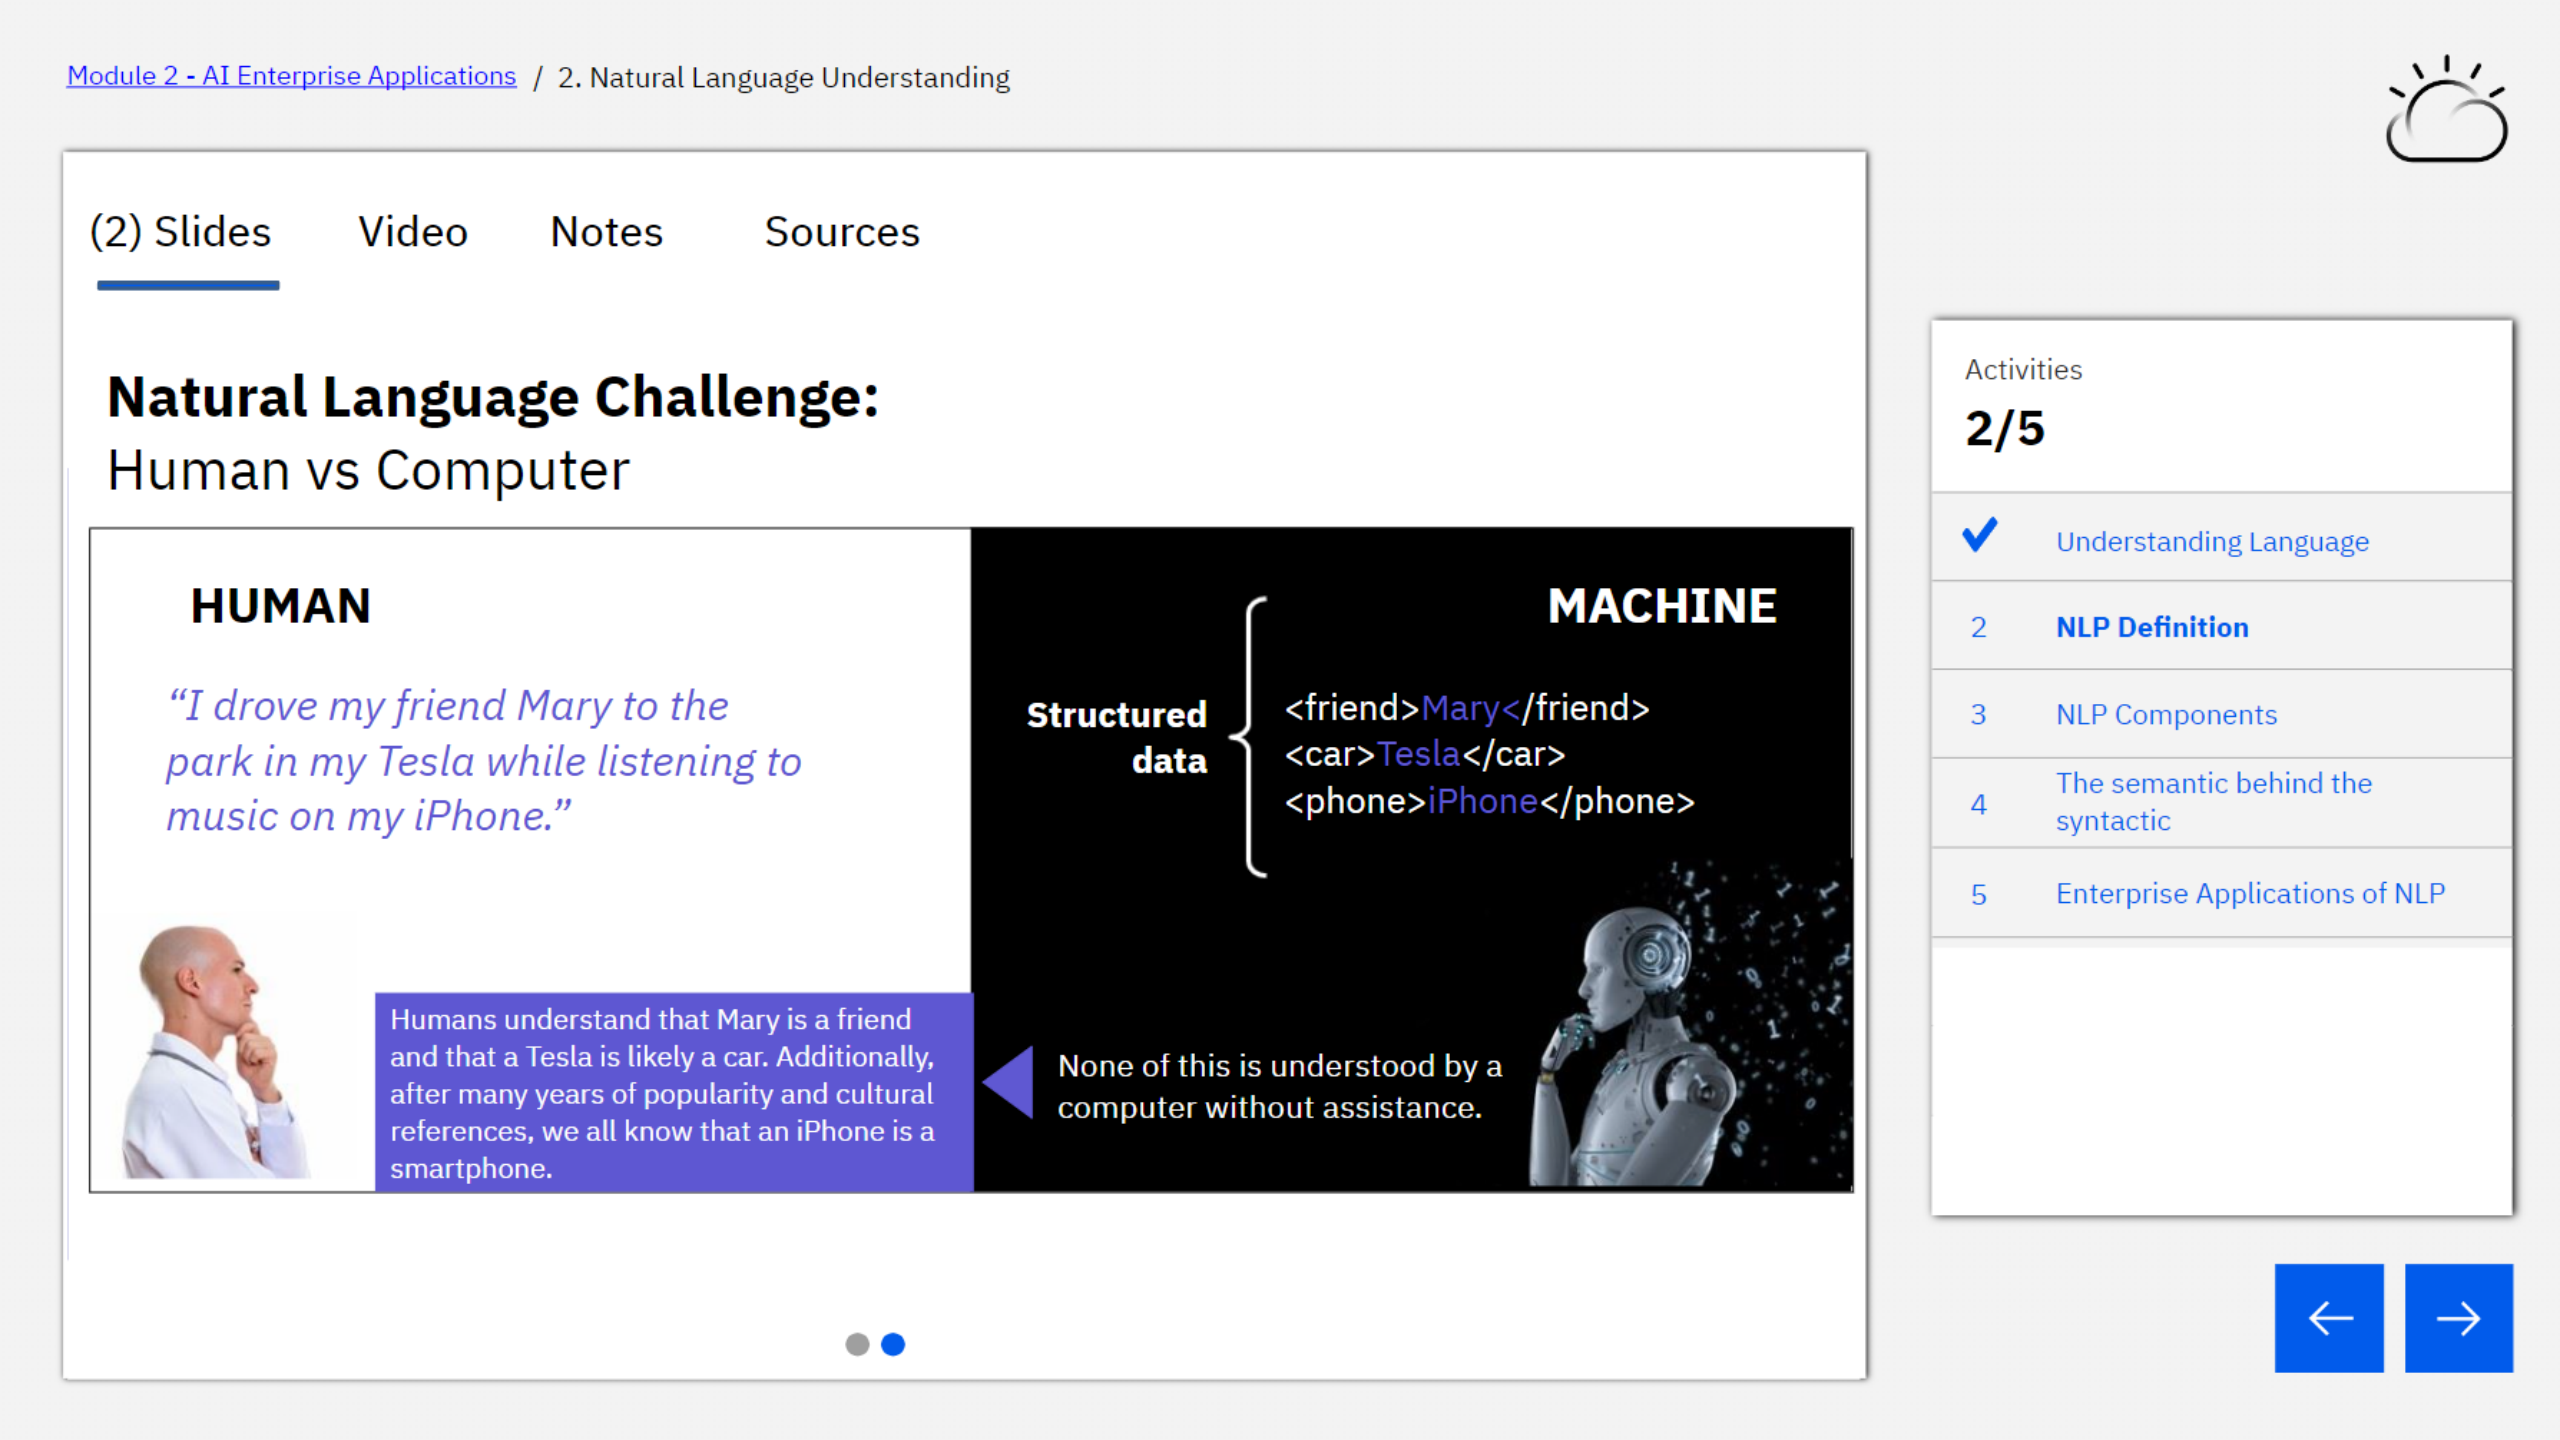 Module 2 - AI Enterprise Applications / 2. Natural Language Understanding
(2) Slides Video Notes Sources
Natural Language Challenge:
Human vs Computer
HUMAN
“I drove my friend Mary to the
park in my Tesla while listening to
music on my iPhone.”
Humans understand that Mary is a friend
and that a Tesla is likely a car. Additionally,
after many years of popularity and cultural
references, we all know that an iPhone is a
smartphone.
MACHINE
Structured
data
<friend>Mary</friend>
<car>Tesla</car>
<phone>iPhone</phone>
None of this is understood by a
computer without assistance.
Activities
2/5
Understanding Language
2 NLP Definition
3 NLP Components
4 The semantic behind the
syntactic
5 Enterprise Applications of NLP